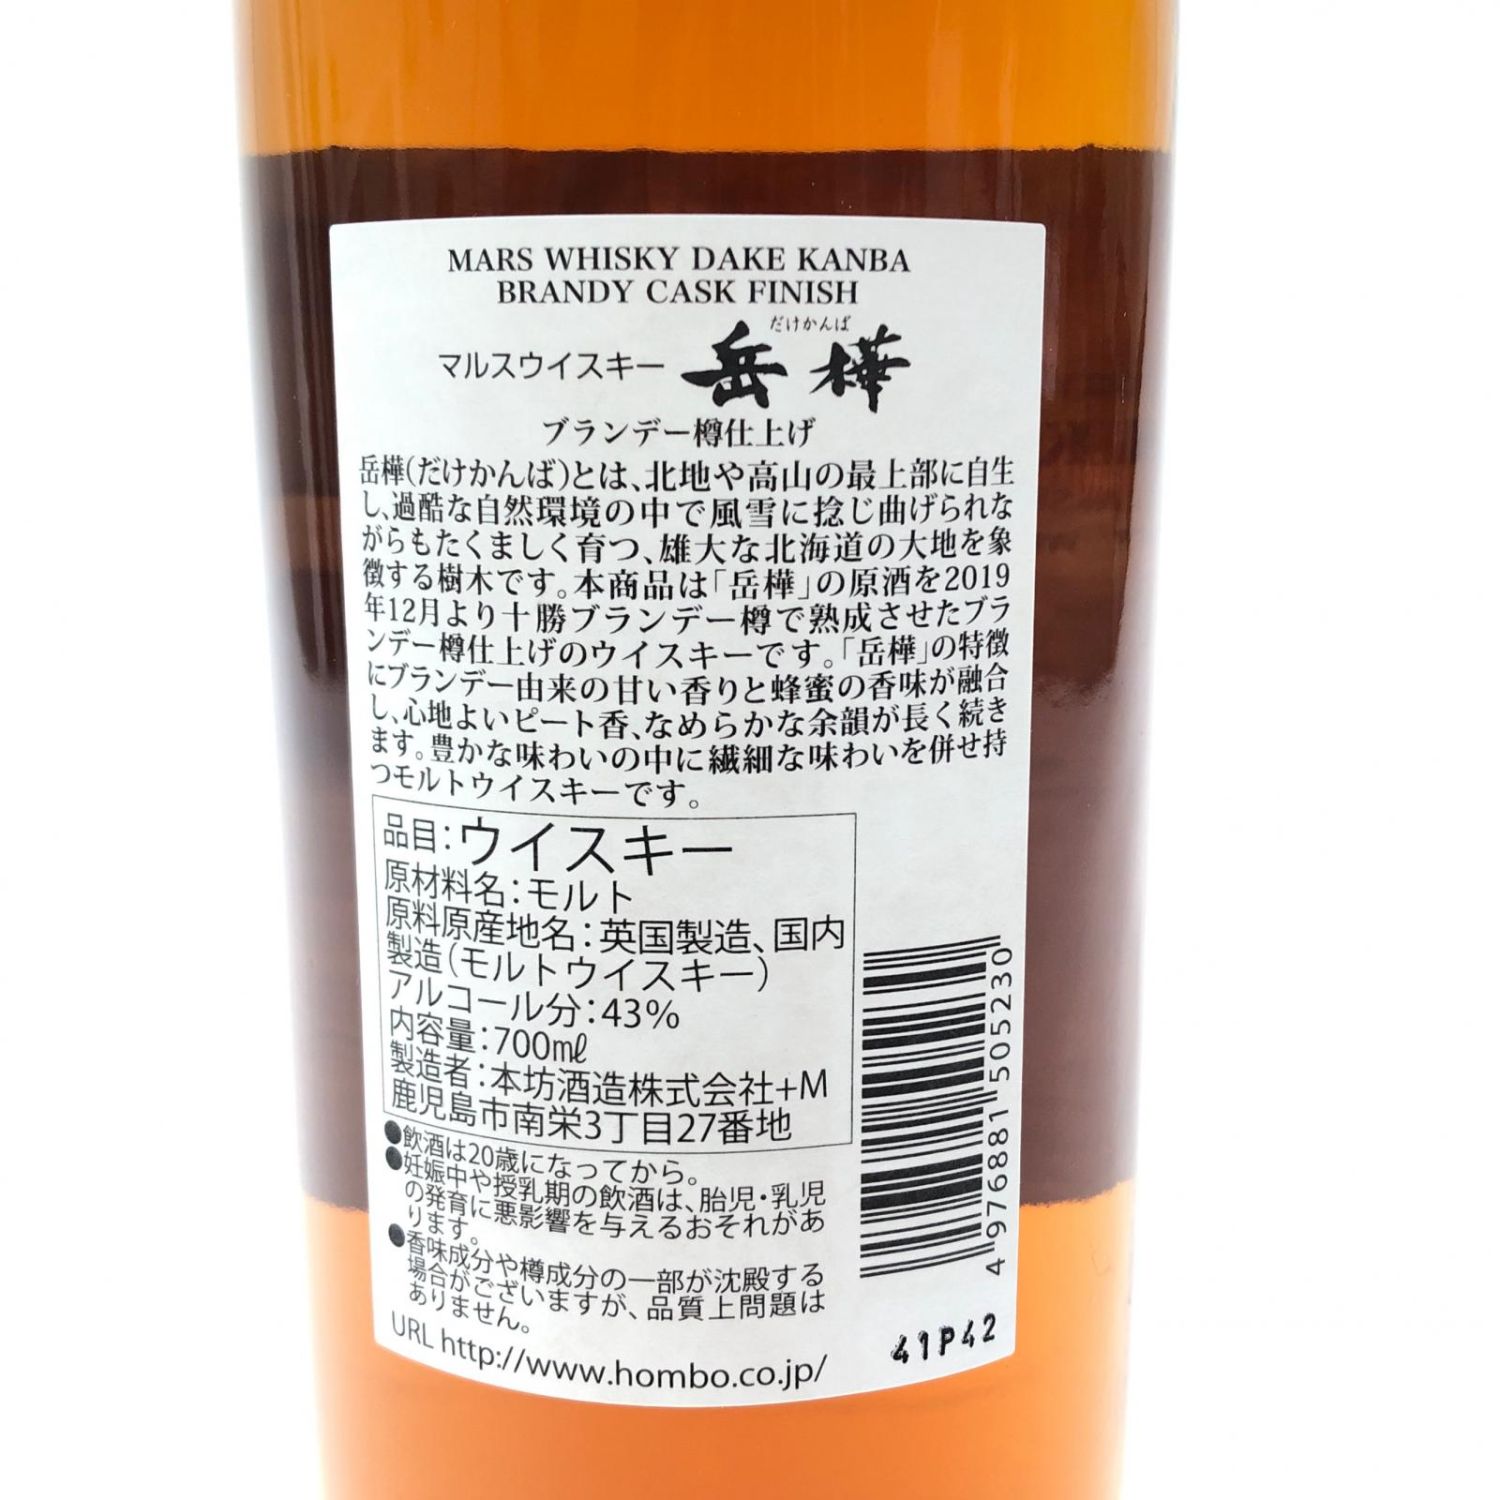 MARS WHISKY DAKE KANBA
BRANDY CASK FINISH
だけかんば
マルスウイスキー 岳樺
ブランデー樽仕上げ
岳樺(だけかんば)とは、北地や高山の最上部に自生
し、過酷な自然環境の中で風雪に捻じ曲げられな
がらもたくましく育つ、雄大な北海道の大地を象
徴する樹木です。本商品は「岳樺」の原酒を2019
年12月より十勝ブランデー樽で熟成させたブラ
ンデー樽仕上げのウイスキーです。「岳樺」の特徴
にブランデー由来の甘い香りと蜂蜜の香味が融合
し、心地よいピート香、なめらかな余韻が長く続き
ます。豊かな味わいの中に繊細な味わいを併せ持
つモルトウイスキーです。
品目:ウイスキー
原材料名:モルト
原料原産地名:英国製造、国内
製造(モルトウイスキー)
アルコール分:43%
内容量:700㎖
製造者:本坊酒造株式会社+M
鹿児島市南栄3丁目27番地
●飲酒は20歳になってから。
●妊娠中や授乳期の飲酒は、胎児・乳児
の発育に悪影響を与えるおそれがあ
ります。
●香味成分や樽成分の一部が沈殿する
場合がございますが、品質上問題は
ありません。
URL http://www.hombo.co.jp/
4 976881 505230
41P42